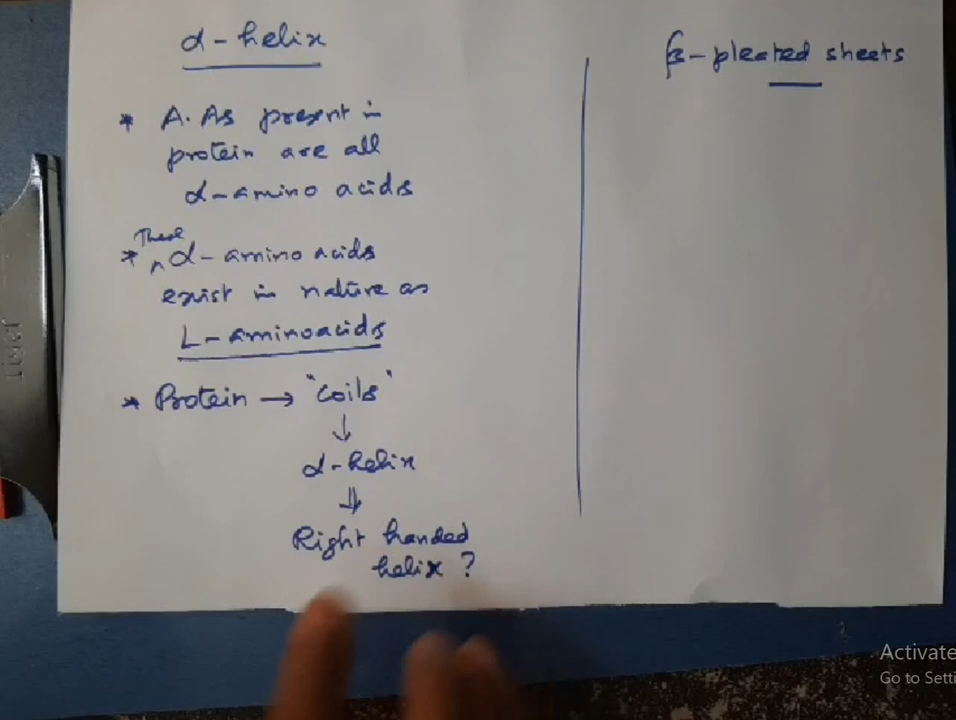 α-helix
* A.As present in
protein are all
α-amino acids
* These α-amino acids
exist in nature as
L-aminoacids
* Protein → "coils"
↓
α-helix
⇓
Right handed
helix ?
β-pleated sheets
Activate
Go to Setti